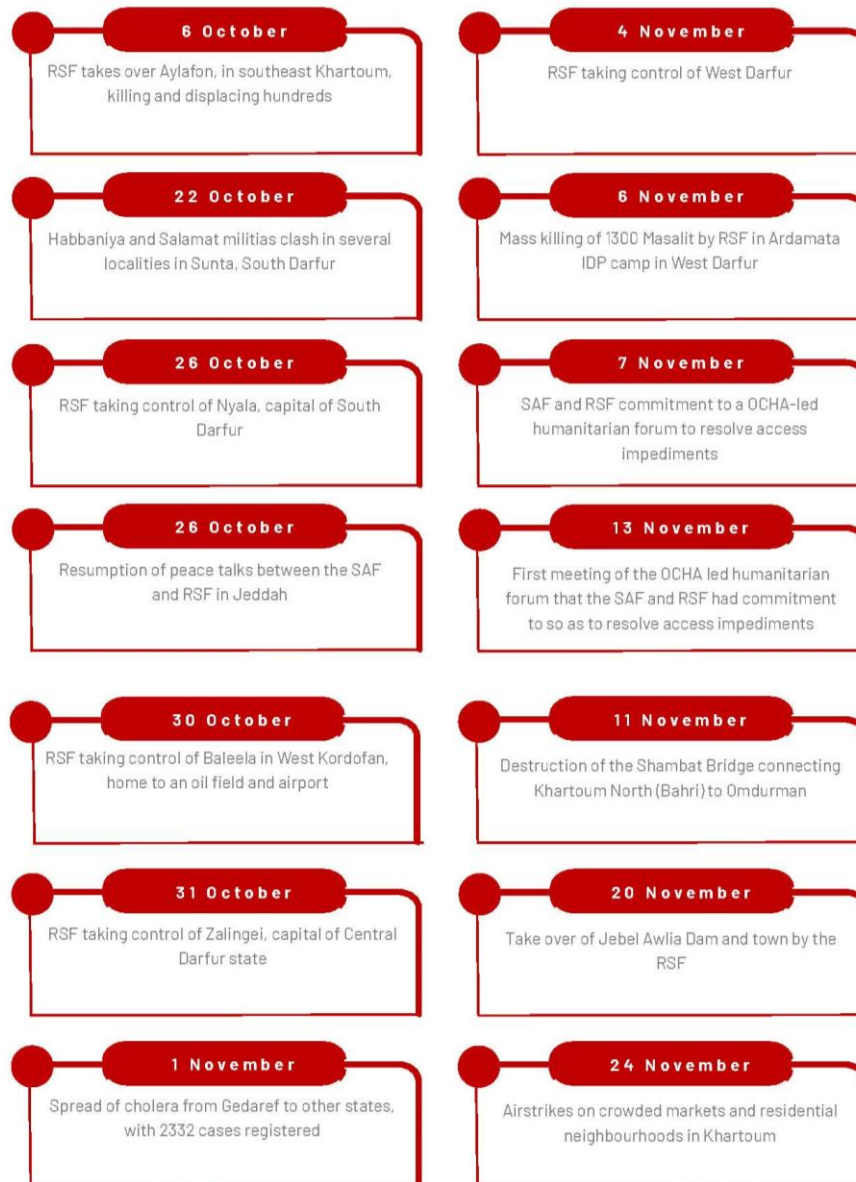 6 October
RSF takes over Aylafon, in southeast Khartoum,
killing and displacing hundreds
22 October
Habbaniya and Salamat militias clash in several
localities in Sunta, South Darfur
26 October
RSF taking control of Nyala, capital of South
Darfur
26 October
Resumption of peace talks between the SAF
and RSF in Jeddah
30 October
RSF taking control of Baleela in West Kordofan,
home to an oil field and airport
31 October
RSF taking control of Zalingei, capital of Central
Darfur state
1 November
Spread of cholera from Gedaref to other states,
with 2332 cases registered
4 November
RSF taking control of West Darfur
6 November
Mass killing of 1300 Masalit by RSF in Ardamata
IDP camp in West Darfur
7 November
SAF and RSF commitment to a OCHA-led
humanitarian forum to resolve access
impediments
13 November
First meeting of the OCHA led humanitarian
forum that the SAF and RSF had commitment
to so as to resolve access impediments
11 November
Destruction of the Shambat Bridge connecting
Khartoum North (Bahri) to Omdurman
20 November
Take over of Jebel Awlia Dam and town by the
RSF
24 November
Airstrikes on crowded markets and residential
neighbourhoods in Khartoum